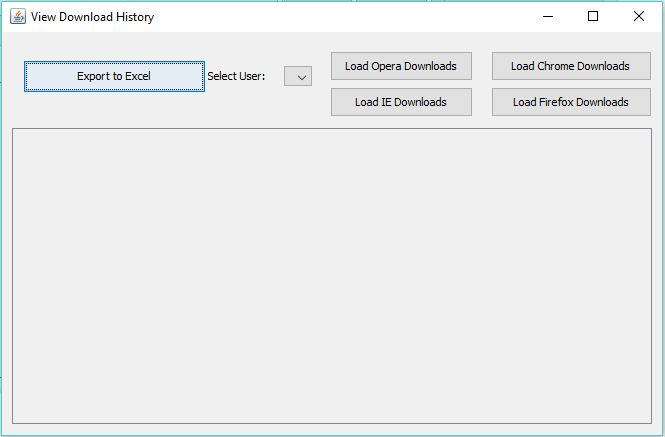 View Download History
Export to Excel
Select User:
Load Opera Downloads
Load Chrome Downloads
Load IE Downloads
Load Firefox Downloads